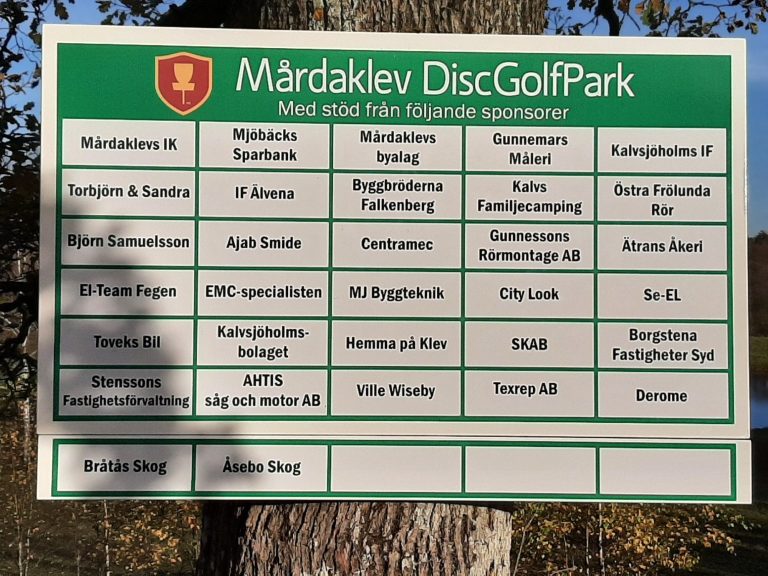 Mårdaklev DiscGolfPark
Med stöd från följande sponsorer
Mårdaklevs IK
Mjöbäcks
Sparbank
Mårdaklevs
byalag
Gunnemars
Måleri
Kalvsjöholms IF
Torbjörn & Sandra
IF Älvena
Byggbröderna
Falkenberg
Kalvs
Familjecamping
Östra Frölunda
Rör
Björn Samuelsson
Ajab Smide
Centramec
Gunnessons
Rörmontage AB
Ätrans Åkeri
El-Team Fegen
EMC-specialisten
MJ Byggteknik
City Look
Se-EL
Toveks Bil
Kalvsjöholms-
bolaget
Hemma på Klev
SKAB
Borgstena
Fastigheter Syd
Stenssons
Fastighetsförvaltning
AHTIS
såg och motor AB
Ville Wiseby
Texrep AB
Derome
Bråtås Skog
Åsebo Skog